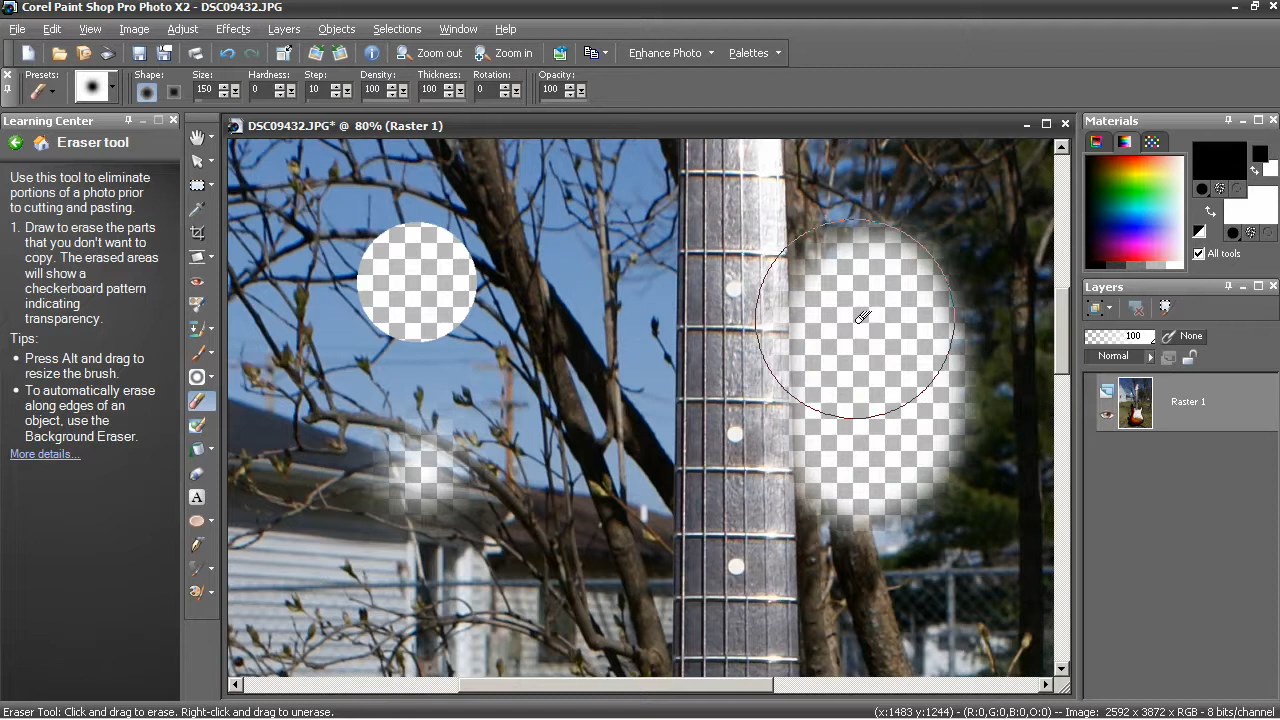 Corel Paint Shop Pro Photo X2 - DSC09432.JPG
File Edit View Image Adjust Effects Layers Objects Selections Window Help
Zoom out Zoom in Enhance Photo Palettes
Presets: Shape: Size: Hardness: Step: Density: Thickness: Rotation: Opacity:
150 0 10 100 100 0 100
Learning Center
Eraser tool
Use this tool to eliminate
portions of a photo prior
to cutting and pasting.
1. Draw to erase the parts
that you don't want to
copy. The erased areas
will show a
checkerboard pattern
indicating
transparency.
Tips:
• Press Alt and drag to
resize the brush.
• To automatically erase
along edges of an
object, use the
Background Eraser.
More details...
A
DSC09432.JPG* @ 80% (Raster 1)
Materials
All tools
Layers
100 None
Normal
Raster 1
Eraser Tool: Click and drag to erase. Right-click and drag to unerase.
(x:1483 y:1244) - (R:0,G:0,B:0,O:0) -- Image: 2592 x 3872 x RGB - 8 bits/channel